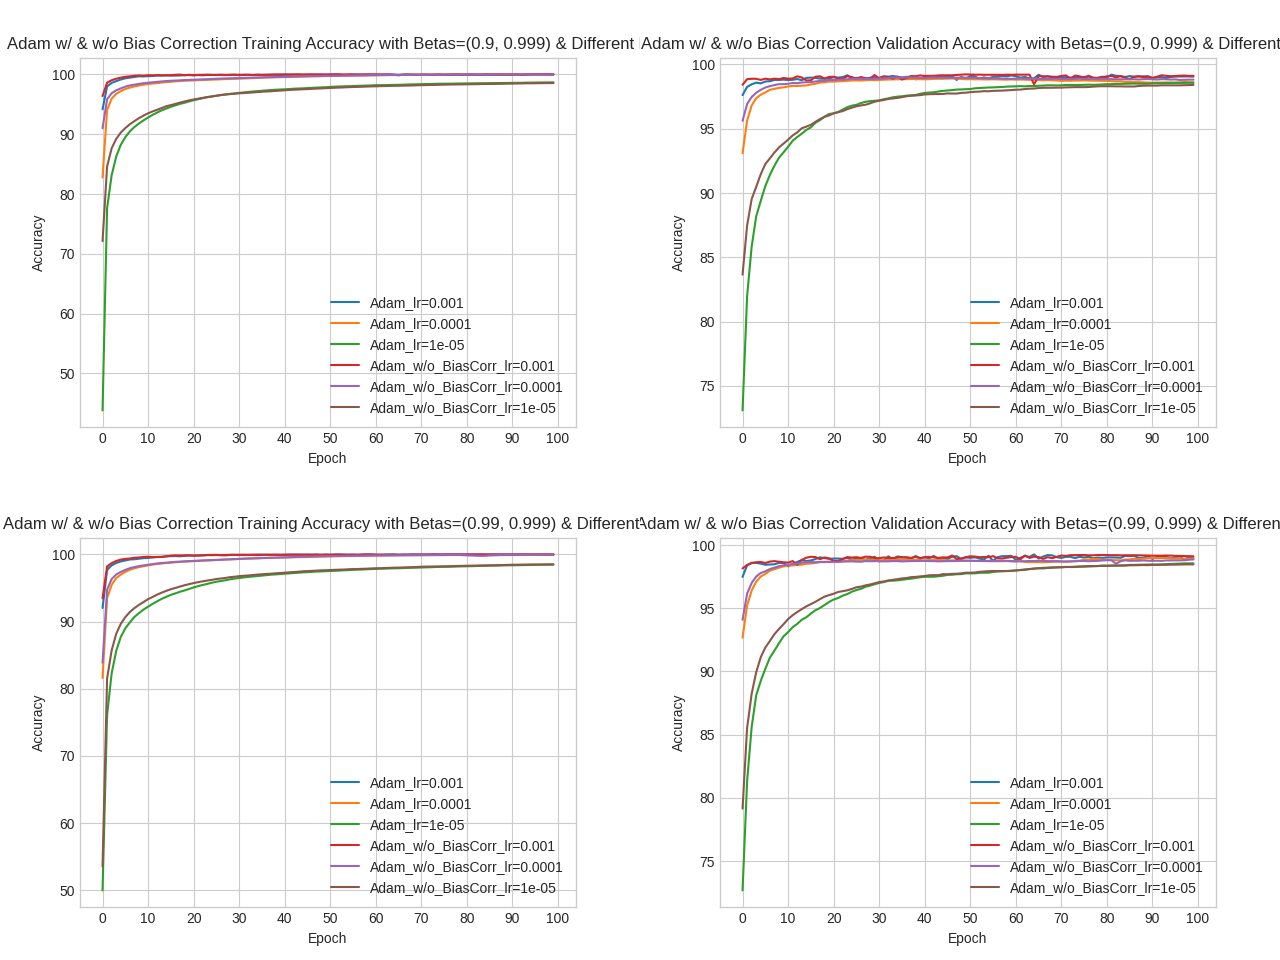 Adam w/ & w/o Bias Correction Training Accuracy with Betas=(0.9, 0.999) & Different
100
90
80
70
60
50
Accuracy
Adam_lr=0.001
Adam_lr=0.0001
Adam_lr=1e-05
Adam_w/o_BiasCorr_lr=0.001
Adam_w/o_BiasCorr_lr=0.0001
Adam_w/o_BiasCorr_lr=1e-05
0 10 20 30 40 50 60 70 80 90 100
Epoch
Adam w/ & w/o Bias Correction Validation Accuracy with Betas=(0.9, 0.999) & Different
100
95
90
85
80
75
Accuracy
Adam_lr=0.001
Adam_lr=0.0001
Adam_lr=1e-05
Adam_w/o_BiasCorr_lr=0.001
Adam_w/o_BiasCorr_lr=0.0001
Adam_w/o_BiasCorr_lr=1e-05
0 10 20 30 40 50 60 70 80 90 100
Epoch
Adam w/ & w/o Bias Correction Training Accuracy with Betas=(0.99, 0.999) & Different
100
90
80
70
60
50
Accuracy
Adam_lr=0.001
Adam_lr=0.0001
Adam_lr=1e-05
Adam_w/o_BiasCorr_lr=0.001
Adam_w/o_BiasCorr_lr=0.0001
Adam_w/o_BiasCorr_lr=1e-05
0 10 20 30 40 50 60 70 80 90 100
Epoch
Adam w/ & w/o Bias Correction Validation Accuracy with Betas=(0.99, 0.999) & Differen
100
95
90
85
80
75
Accuracy
Adam_lr=0.001
Adam_lr=0.0001
Adam_lr=1e-05
Adam_w/o_BiasCorr_lr=0.001
Adam_w/o_BiasCorr_lr=0.0001
Adam_w/o_BiasCorr_lr=1e-05
0 10 20 30 40 50 60 70 80 90 100
Epoch